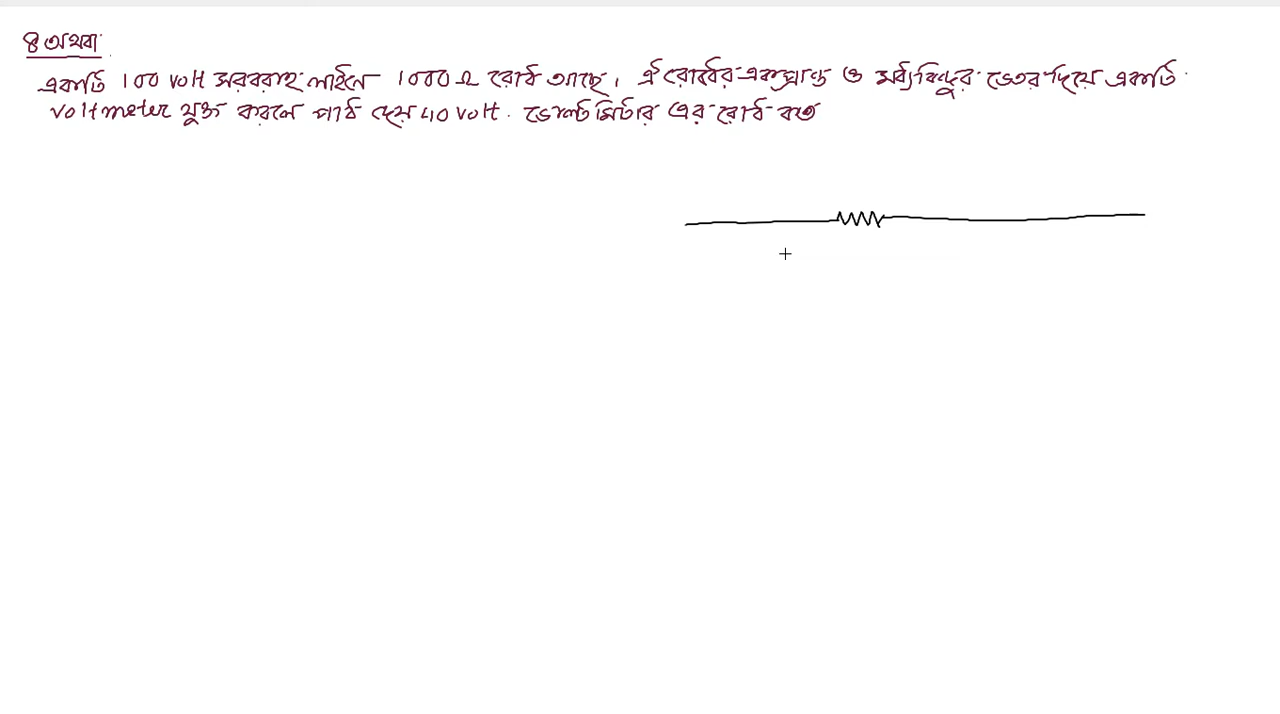 ৪ অথবা
একটি 100 volt সরবরাহ লাইনে 1000 Ω রোধ আছে। ঐ রোধের একপ্রান্ত ও মধ্যবিন্দুর ভেতর দিয়ে একটি
voltmeter যুক্ত করলে পাঠ দেয় 40 volt. ভোল্টমিটার এর রোধ কত